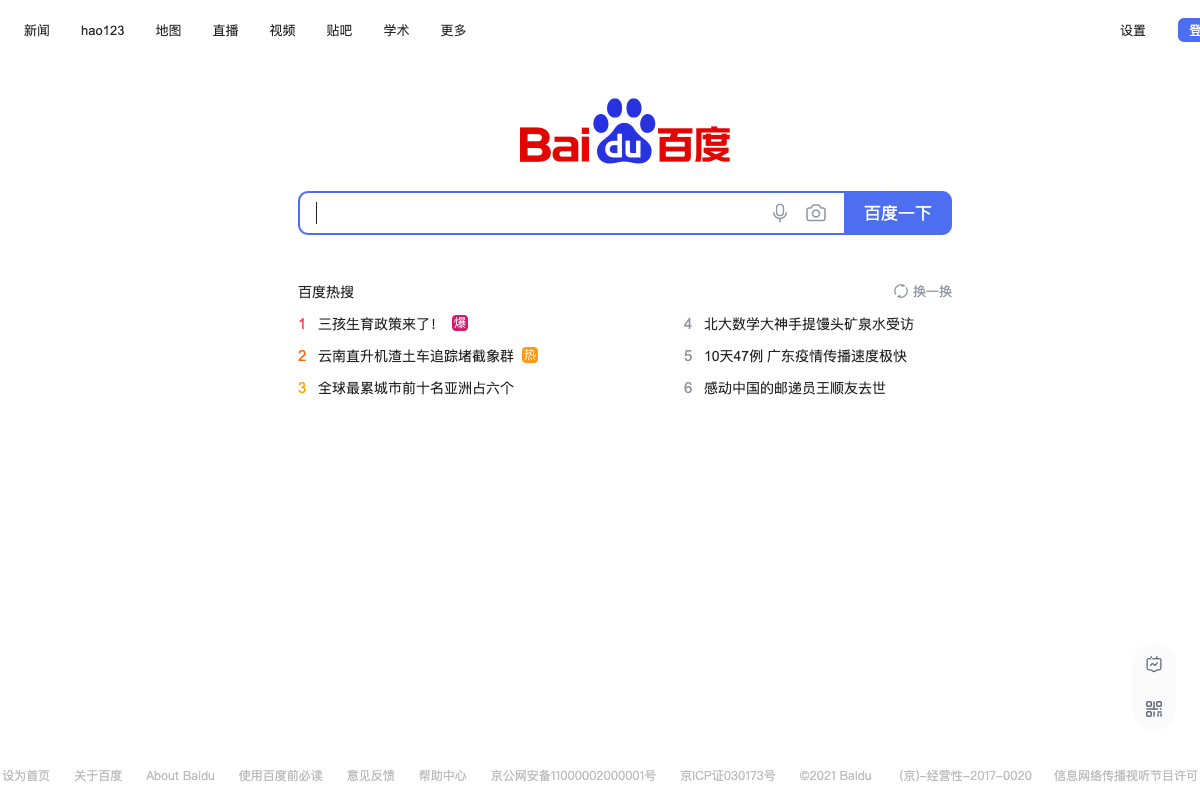 新闻 hao123 地图 直播 视频 贴吧 学术 更多 设置 登
Bai du 百度
百度一下
百度热搜 换一换
1 三孩生育政策来了! 爆
2 云南直升机渣土车追踪堵截象群 热
3 全球最累城市前十名亚洲占六个
4 北大数学大神手提馒头矿泉水受访
5 10天47例 广东疫情传播速度极快
6 感动中国的邮递员王顺友去世
设为首页 关于百度 About Baidu 使用百度前必读 意见反馈 帮助中心 京公网安备11000002000001号 京ICP证030173号 ©2021 Baidu (京)-经营性-2017-0020 信息网络传播视听节目许可